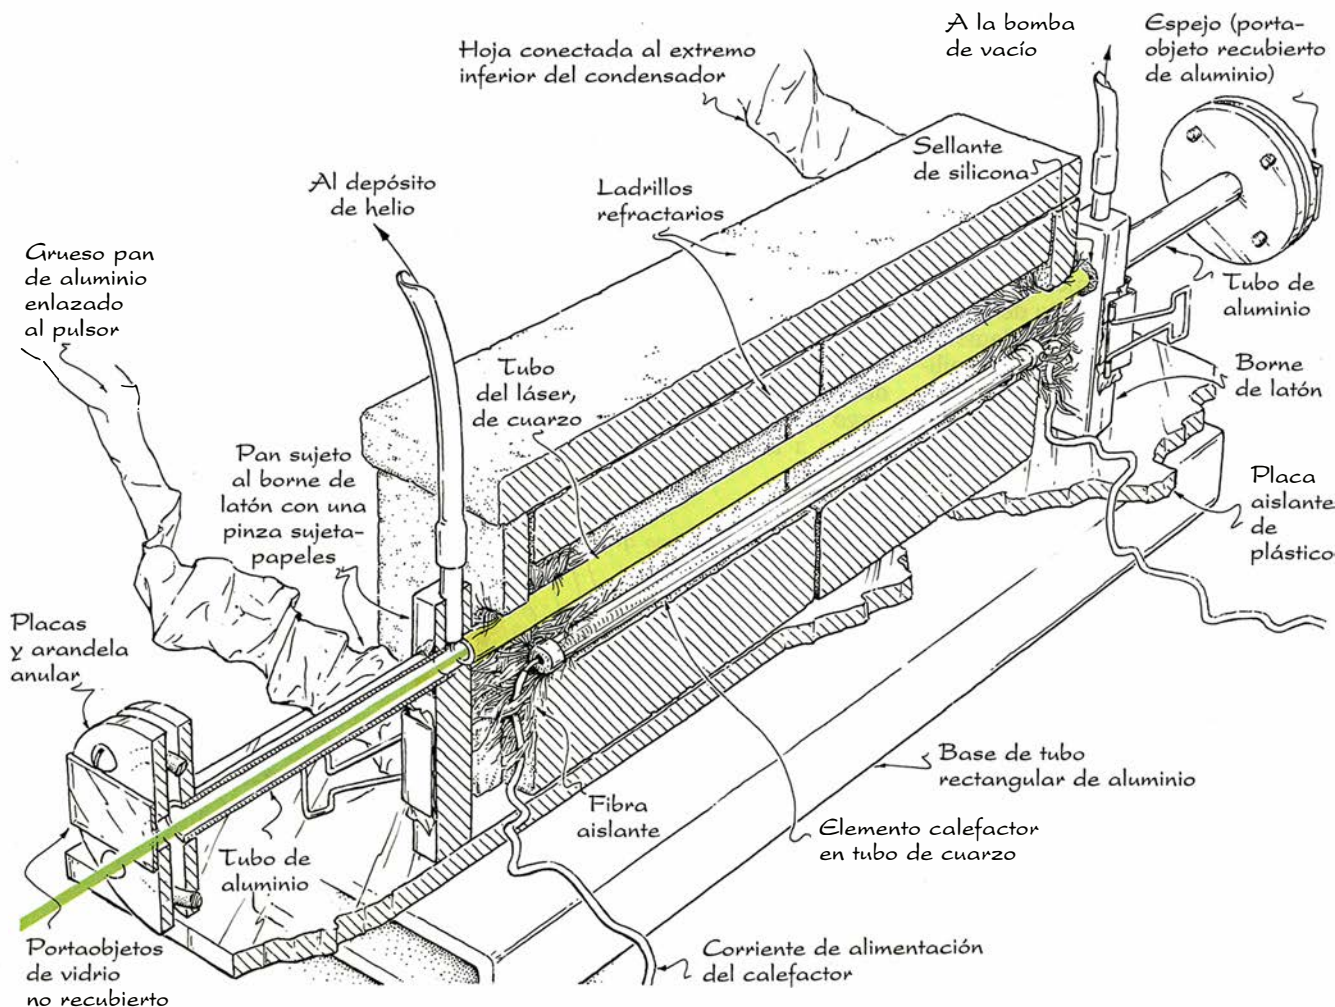 A la bomba
de vacío
Espejo (porta-
objeto recubierto
de aluminio)
Hoja conectada al extremo
inferior del condensador
Sellante
de silicona
Al depósito
de helio
Ladrillos
refractarios
Grueso pan
de aluminio
enlazado
al pulsor
Tubo de
aluminio
Tubo
del láser,
de cuarzo
Borne
de latón
Pan sujeto
al borne de
latón con una
pinza sujeta-
papeles
Placa
aislante
de
plástico
Placas
y arandela
anular
Base de tubo
rectangular de aluminio
Fibra
aislante
Elemento calefactor
en tubo de cuarzo
Tubo de
aluminio
Portaobjetos
de vidrio
no recubierto
Corriente de alimentación
del calefactor